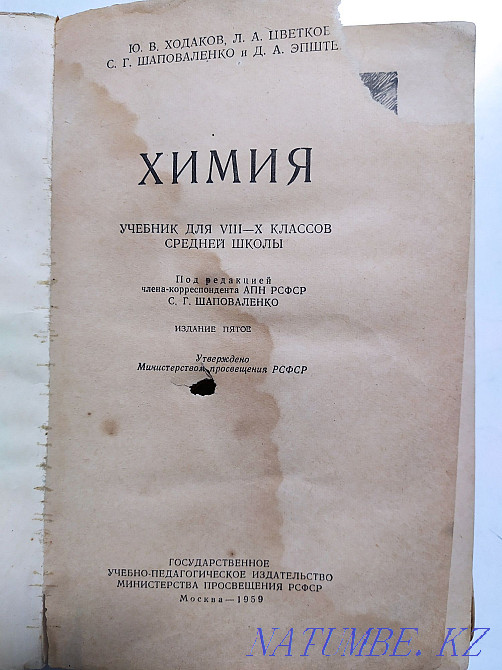 Ю. В. ХОДАКОВ, Л. А. ЦВЕТКОВ
С. Г. ШАПОВАЛЕНКО и Д. А. ЭПШТЕ
ХИМИЯ
УЧЕБНИК ДЛЯ VIII—X КЛАССОВ
СРЕДНЕЙ ШКОЛЫ
Под редакцией
члена-корреспондента АПН РСФСР
С. Г. ШАПОВАЛЕНКО
ИЗДАНИЕ ПЯТОЕ
Утверждено
Министерством просвещения РСФСР
ГОСУДАРСТВЕННОЕ
УЧЕБНО-ПЕДАГОГИЧЕСКОЕ ИЗДАТЕЛЬСТВО
МИНИСТЕРСТВА ПРОСВЕЩЕНИЯ РСФСР
Москва—1959
NATUMBE.KZ